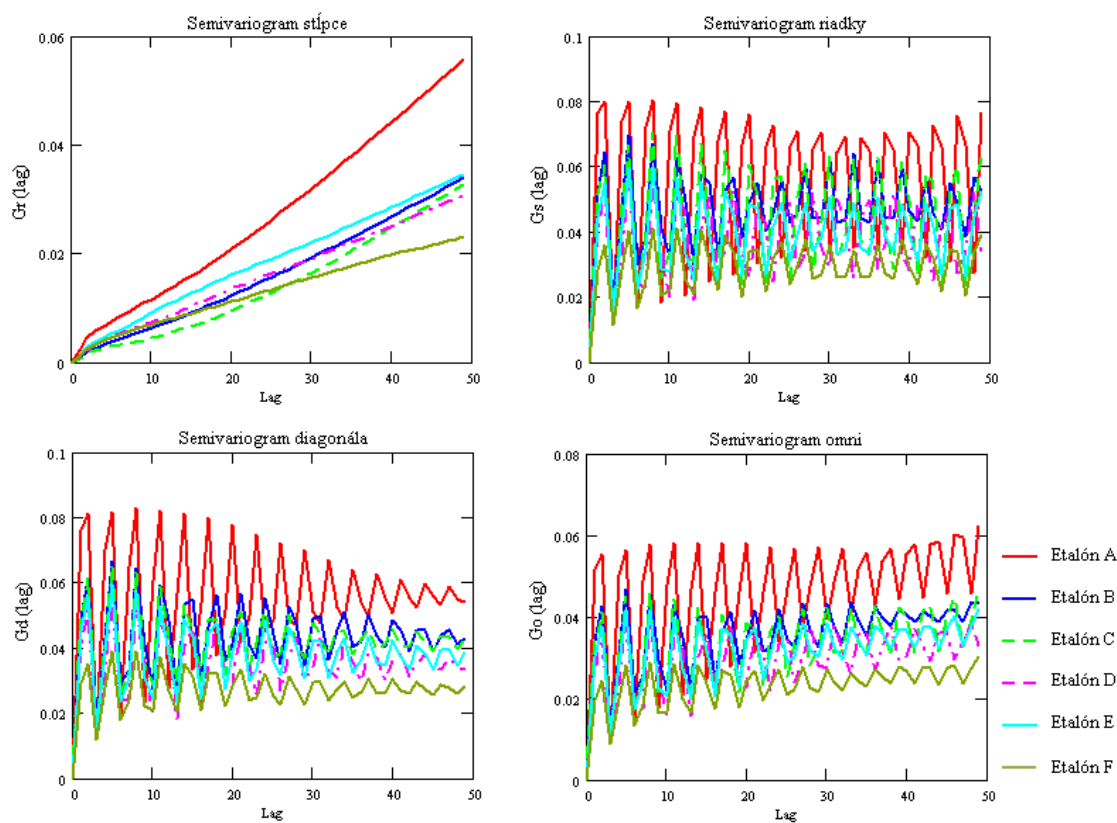 Semivariogram stĺpce
0.06
0.04
0.02
0
Gr (lag)
0 10 20 30 40 50
Lag
Semivariogram riadky
0.1
0.08
0.06
0.04
0.02
0
Gs (lag)
0 10 20 30 40 50
Lag
Semivariogram diagonála
0.1
0.08
0.06
0.04
0.02
0
Gd (lag)
0 10 20 30 40 50
Lag
Semivariogram omni
0.08
0.06
0.04
0.02
0
Go (lag)
0 10 20 30 40 50
Lag
Etalón A
Etalón B
Etalón C
Etalón D
Etalón E
Etalón F